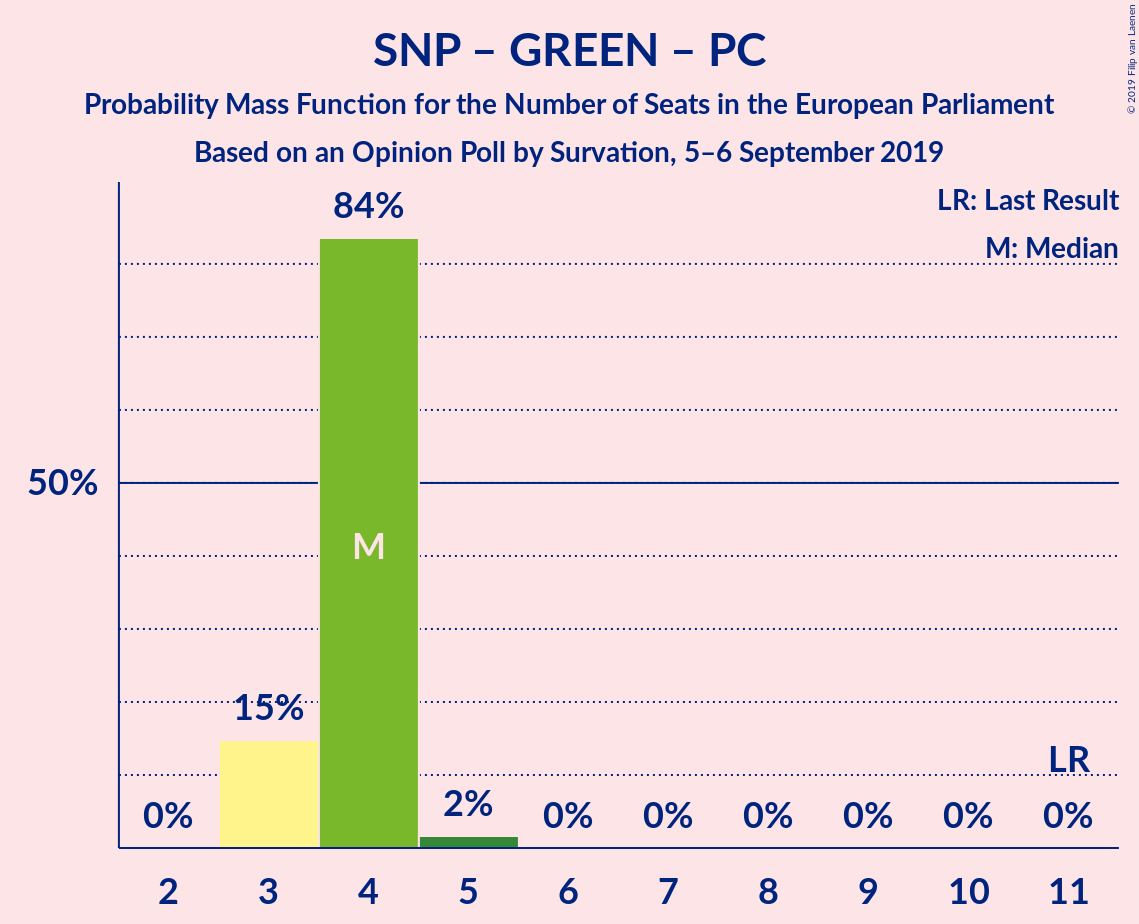 SNP – GREEN – PC
Probability Mass Function for the Number of Seats in the European Parliament
Based on an Opinion Poll by Survation, 5–6 September 2019
© 2019 Filip van Laenen
LR: Last Result
M: Median
84%
50%
M
15%
LR
2%
0% 0% 0% 0% 0% 0% 0%
2 3 4 5 6 7 8 9 10 11